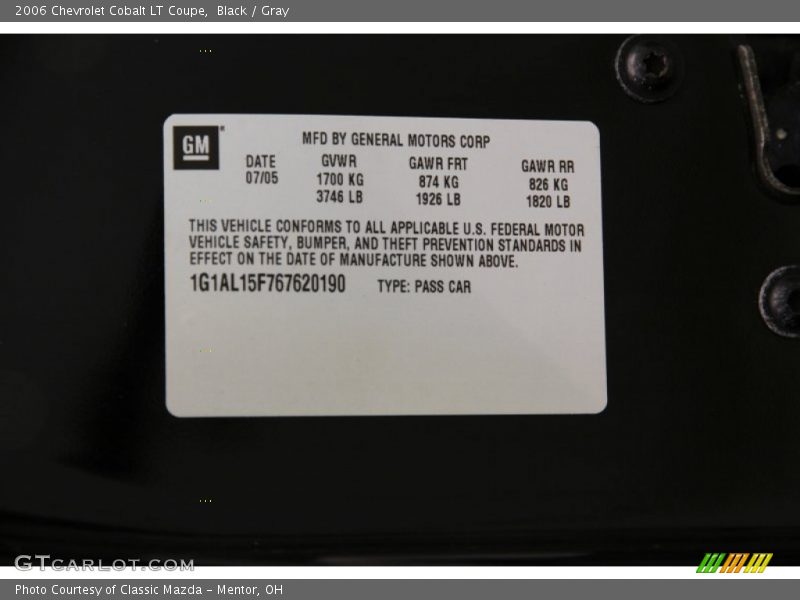 2006 Chevrolet Cobalt LT Coupe, Black / Gray
GM
MFD BY GENERAL MOTORS CORP
DATE GVWR GAWR FRT GAWR RR
07/05 1700 KG 874 KG 826 KG
3746 LB 1926 LB 1820 LB
THIS VEHICLE CONFORMS TO ALL APPLICABLE U.S. FEDERAL MOTOR
VEHICLE SAFETY, BUMPER, AND THEFT PREVENTION STANDARDS IN
EFFECT ON THE DATE OF MANUFACTURE SHOWN ABOVE.
1G1AL15F767620190 TYPE: PASS CAR
GTCARLOT.COM
Photo Courtesy of Classic Mazda - Mentor, OH